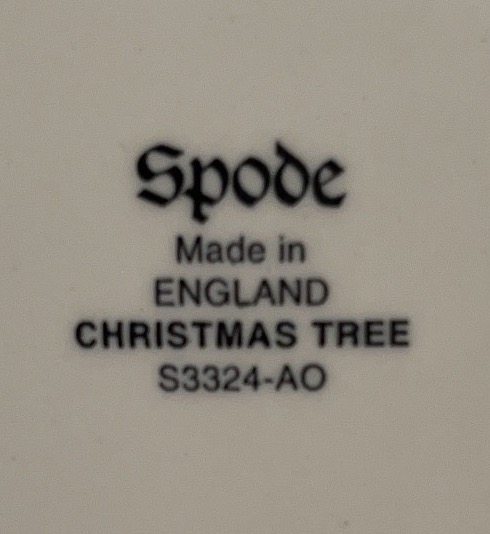 Spode
Made in
ENGLAND
CHRISTMAS TREE
S3324-AO